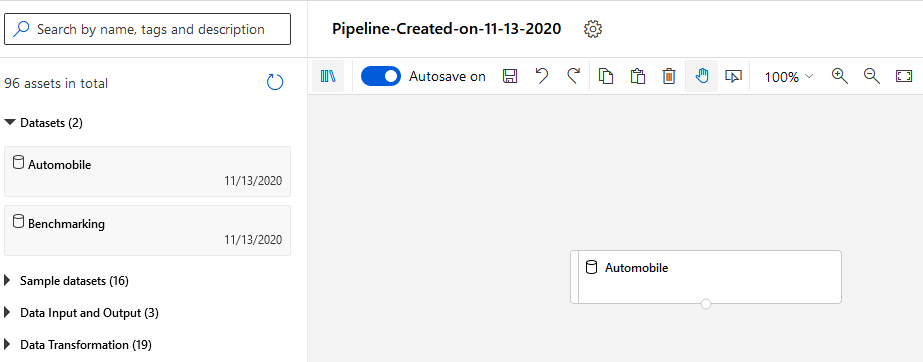 Search by name, tags and description
96 assets in total
Datasets (2)
Automobile
11/13/2020
Benchmarking
11/13/2020
Sample datasets (16)
Data Input and Output (3)
Data Transformation (19)
Pipeline-Created-on-11-13-2020
Autosave on
100%
Automobile